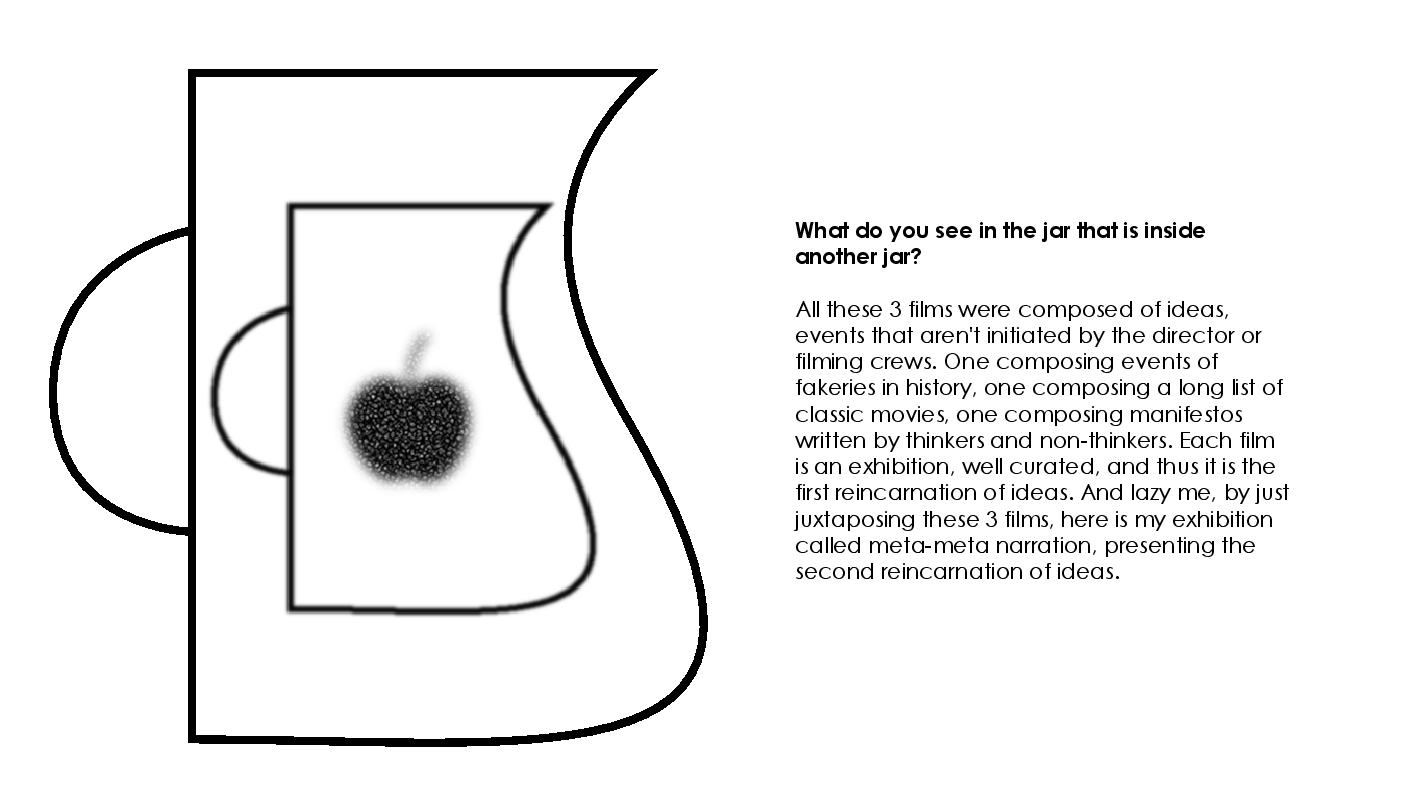 What do you see in the jar that is inside
another jar?
All these 3 films were composed of ideas,
events that aren't initiated by the director or
filming crews. One composing events of
fakeries in history, one composing a long list of
classic movies, one composing manifestos
written by thinkers and non-thinkers. Each film
is an exhibition, well curated, and thus it is the
first reincarnation of ideas. And lazy me, by just
juxtaposing these 3 films, here is my exhibition
called meta-meta narration, presenting the
second reincarnation of ideas.